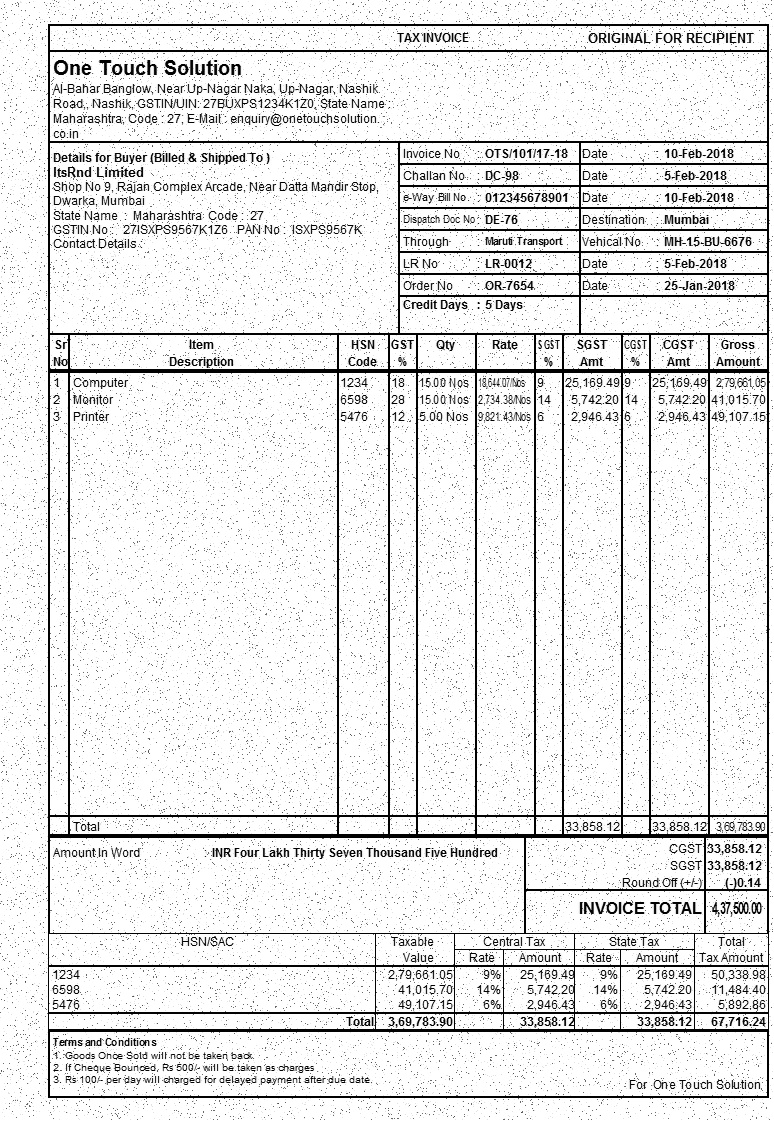 TAX INVOICE ORIGINAL FOR RECIPIENT
One Touch Solution
Al-Bahar Banglow, Near Up-Nagar Naka, Up-Nagar, Nashik
Road,, Nashik, GSTIN/UIN: 27BUXPS1234K1Z0, State Name :
Maharashtra, Code : 27, E-Mail : enquiry@onetouchsolution.
co.in
Details for Buyer (Billed & Shipped To )
ItsRnd Limited
Shop No 9, Rajan Complex Arcade, Near Datta Mandir Stop,
Dwarka, Mumbai
State Name : Maharashtra Code : 27
GSTIN No : 27ISXPS9567K1Z6 PAN No : ISXPS9567K
Contact Details :
Invoice No : OTS/101/17-18 Date : 10-Feb-2018
Challan No : DC-98 Date : 5-Feb-2018
e-Way Bill No : 012345678901 Date : 10-Feb-2018
Dispatch Doc No : DE-76 Destination : Mumbai
Through : Maruti Transport Vehical No : MH-15-BU-6676
LR No : LR-0012 Date : 5-Feb-2018
Order No : OR-7654 Date : 25-Jan-2018
Credit Days : 5 Days
Sr Item HSN GST Qty Rate SGST SGST CGST CGST Gross
No Description Code % % Amt % Amt Amount
1 Computer 1234 18 15.00 Nos 18,644.07/Nos 9 25,169.49 9 25,169.49 2,79,661.05
2 Monitor 6598 28 15.00 Nos 2,734.38/Nos 14 5,742.20 14 5,742.20 41,015.70
3 Printer 5476 12 5.00 Nos 9,821.43/Nos 6 2,946.43 6 2,946.43 49,107.15
Total 33,858.12 33,858.12 3,69,783.90
Amount In Word INR Four Lakh Thirty Seven Thousand Five Hundred
CGST 33,858.12
SGST 33,858.12
Round Off (+/-) (-)0.14
INVOICE TOTAL 4,37,500.00
HSN/SAC Taxable Central Tax State Tax Total
Value Rate Amount Rate Amount Tax Amount
1234 2,79,661.05 9% 25,169.49 9% 25,169.49 50,338.98
6598 41,015.70 14% 5,742.20 14% 5,742.20 11,484.40
5476 49,107.15 6% 2,946.43 6% 2,946.43 5,892.86
Total 3,69,783.90 33,858.12 33,858.12 67,716.24
Terms and Conditions
1. Goods Once Sold will not be taken back.
2. If Cheque Bounced, Rs 500/- will be taken as charges
3. Rs 100/- per day will charged for delayed payment after due date.
For One Touch Solution